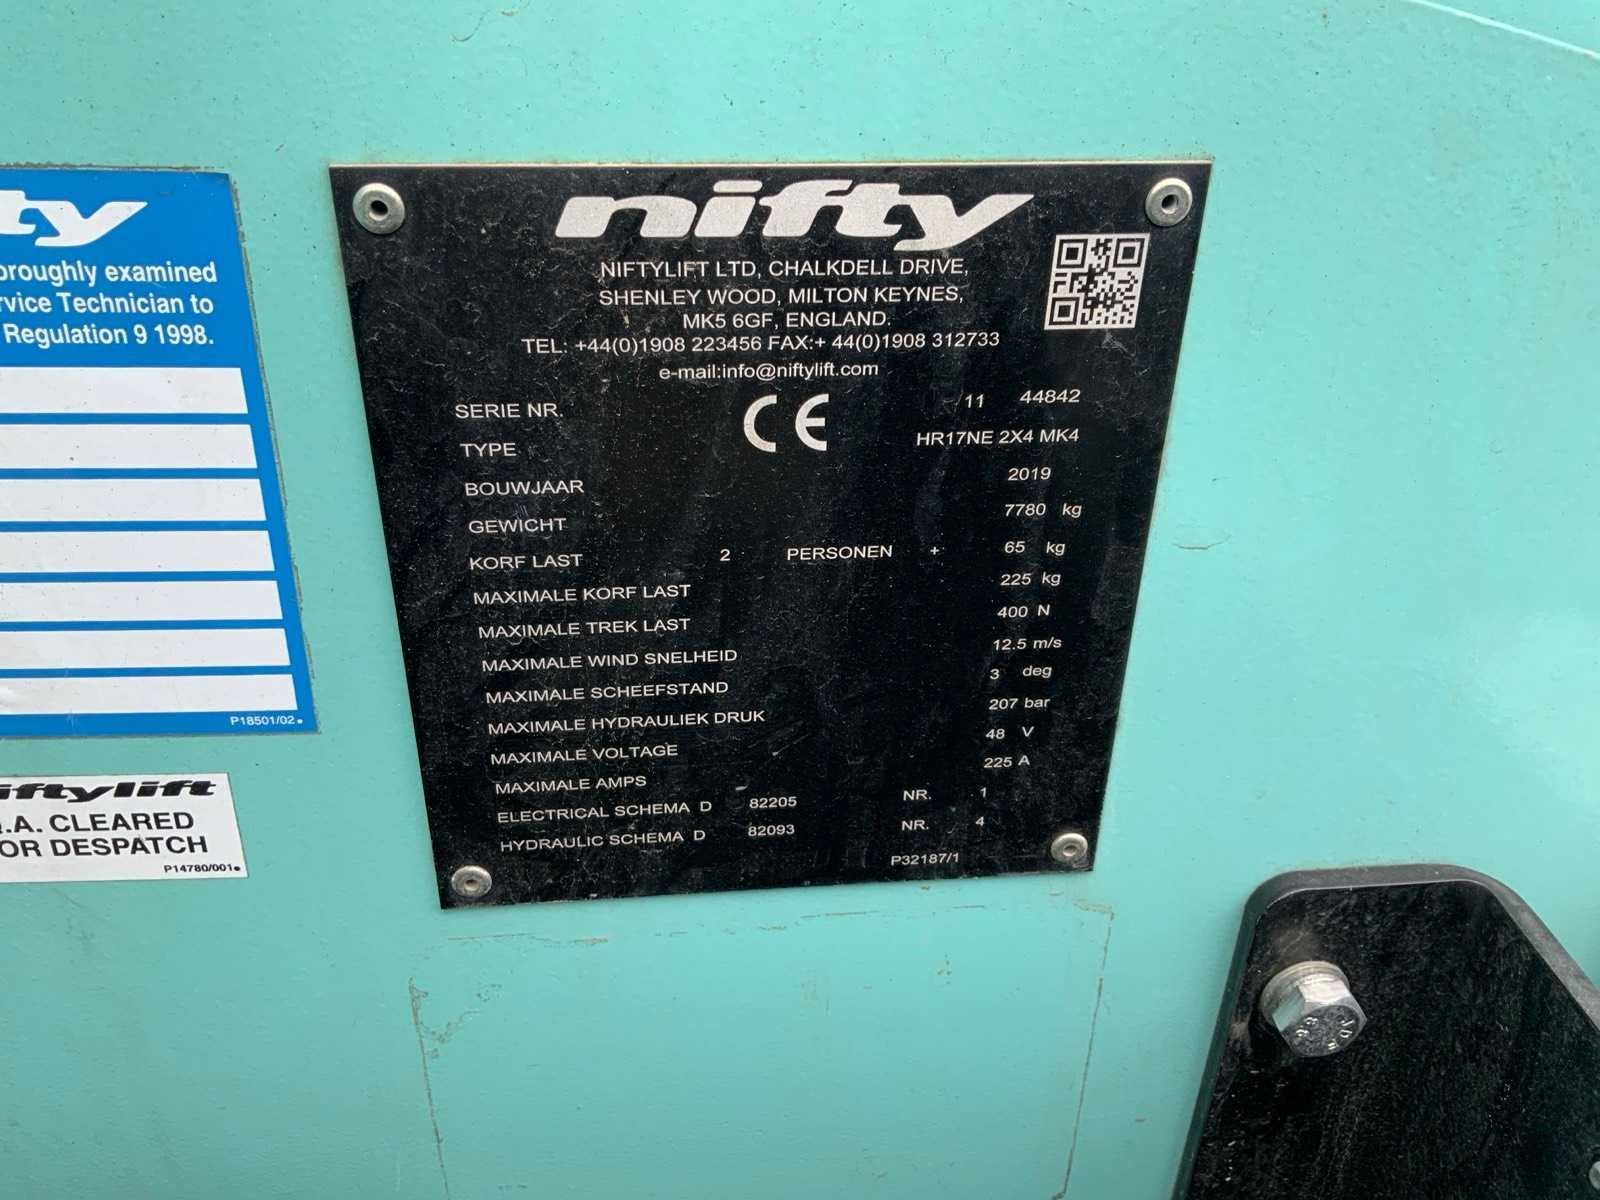 nifty
NIFTYLIFT LTD, CHALKDELL DRIVE,
SHENLEY WOOD, MILTON KEYNES,
MK5 6GF, ENGLAND.
TEL: +44(0)1908 223456 FAX:+ 44(0)1908 312733
e-mail:info@niftylift.com
CE
SERIE NR. 11 44842
TYPE HR17NE 2X4 MK4
BOUWJAAR 2019
GEWICHT 7780 kg
KORF LAST 2 PERSONEN + 65 kg
MAXIMALE KORF LAST 225 kg
MAXIMALE TREK LAST 400 N
MAXIMALE WIND SNELHEID 12.5 m/s
MAXIMALE SCHEEFSTAND 3 deg
MAXIMALE HYDRAULIEK DRUK 207 bar
MAXIMALE VOLTAGE 48 V
MAXIMALE AMPS 225 A
ELECTRICAL SCHEMA D 82205 NR. 1
HYDRAULIC SCHEMA D 82093 NR. 4
P32187/1
ty
oroughly examined
rvice Technician to
Regulation 9 1998.
P18501/02
iftylift
.A. CLEARED
OR DESPATCH
P14780/001